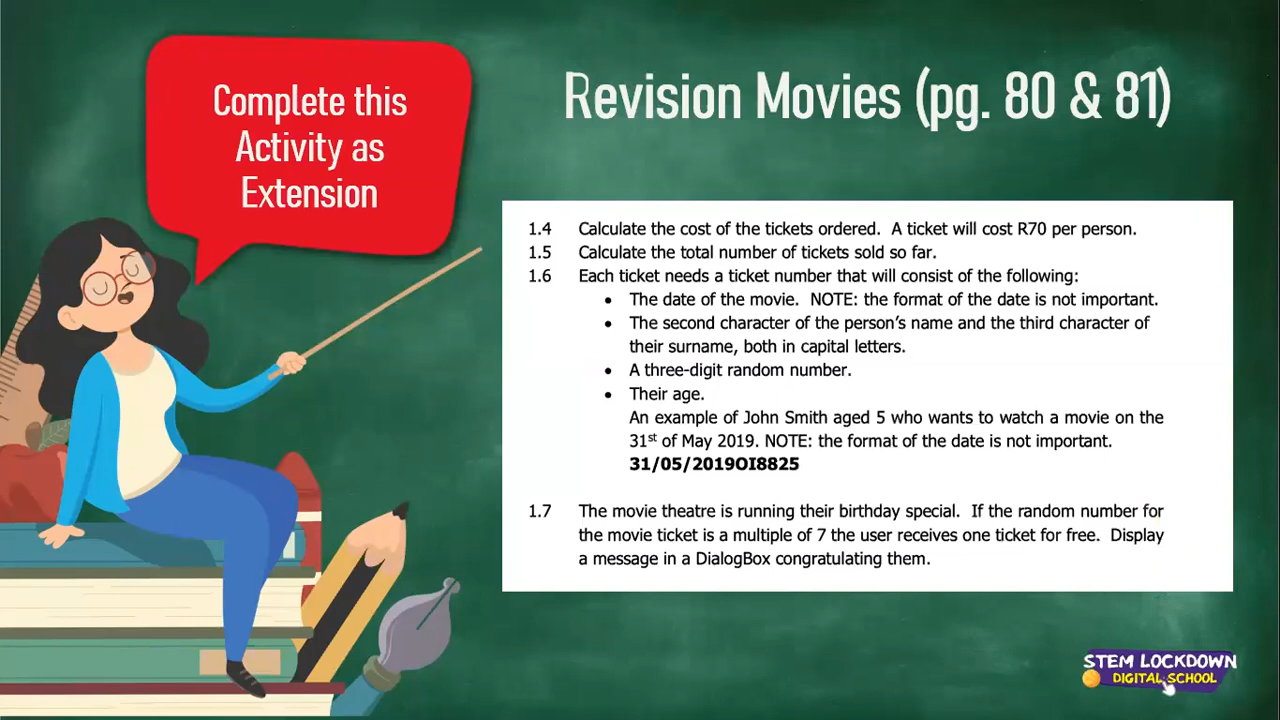 Complete this
Activity as
Extension
Revision Movies (pg. 80 & 81)
1.4 Calculate the cost of the tickets ordered. A ticket will cost R70 per person.
1.5 Calculate the total number of tickets sold so far.
1.6 Each ticket needs a ticket number that will consist of the following:
• The date of the movie. NOTE: the format of the date is not important.
• The second character of the person’s name and the third character of
their surname, both in capital letters.
• A three-digit random number.
• Their age.
An example of John Smith aged 5 who wants to watch a movie on the
31st of May 2019. NOTE: the format of the date is not important.
31/05/2019OI8825
1.7 The movie theatre is running their birthday special. If the random number for
the movie ticket is a multiple of 7 the user receives one ticket for free. Display
a message in a DialogBox congratulating them.
STEM LOCKDOWN
DIGITAL SCHOOL